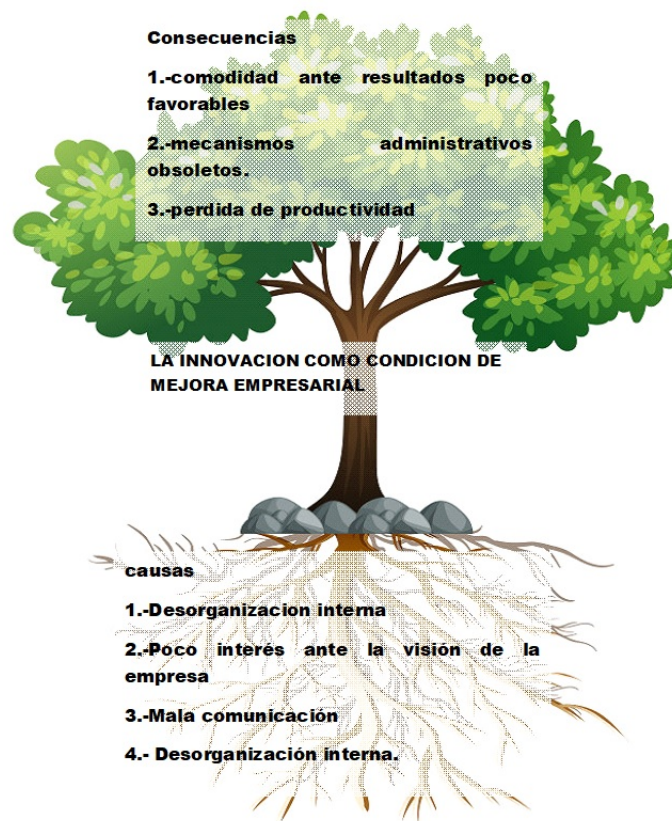 Consecuencias
1.-comodidad ante resultados poco
favorables
2.-mecanismos administrativos
obsoletos.
3.-perdida de productividad
LA INNOVACION COMO CONDICION DE
MEJORA EMPRESARIAL
causas
1.-Desorganizacion interna
2.-Poco interés ante la visión de la
empresa
3.-Mala comunicación
4.- Desorganización interna.